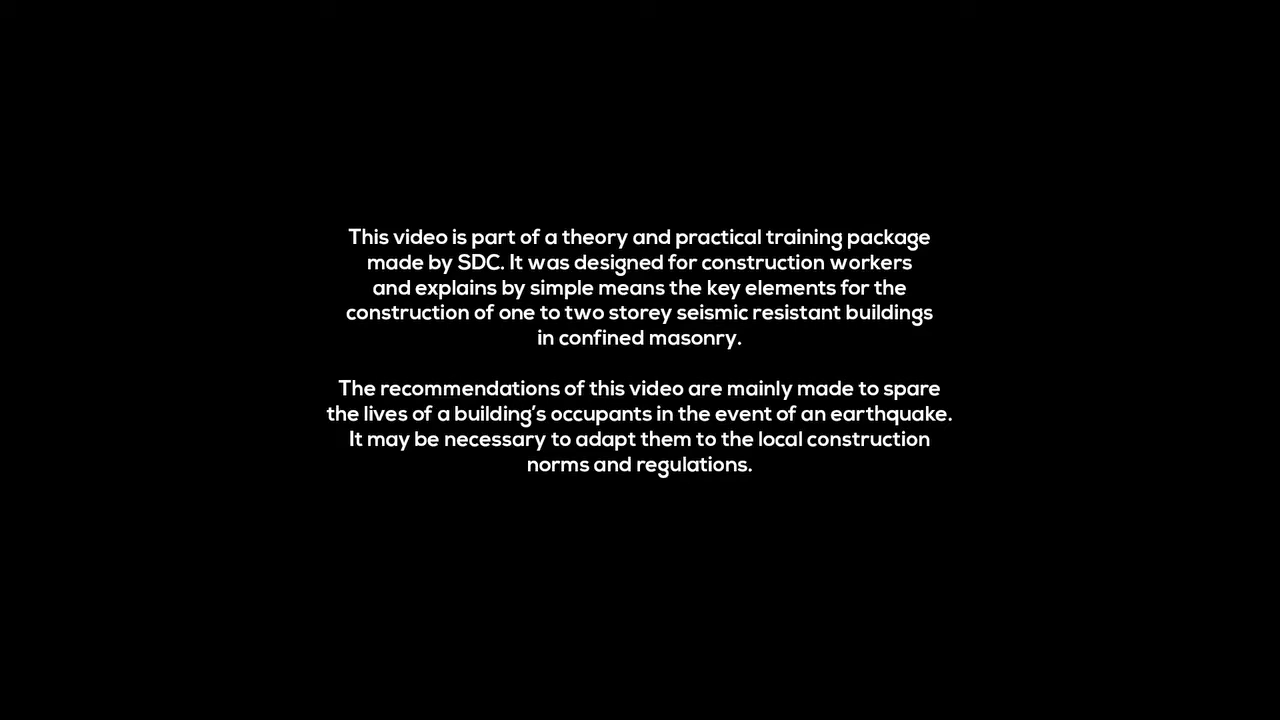 This video is part of a theory and practical training package
made by SDC. It was designed for construction workers
and explains by simple means the key elements for the
construction of one to two storey seismic resistant buildings
in confined masonry.
The recommendations of this video are mainly made to spare
the lives of a building’s occupants in the event of an earthquake.
It may be necessary to adapt them to the local construction
norms and regulations.